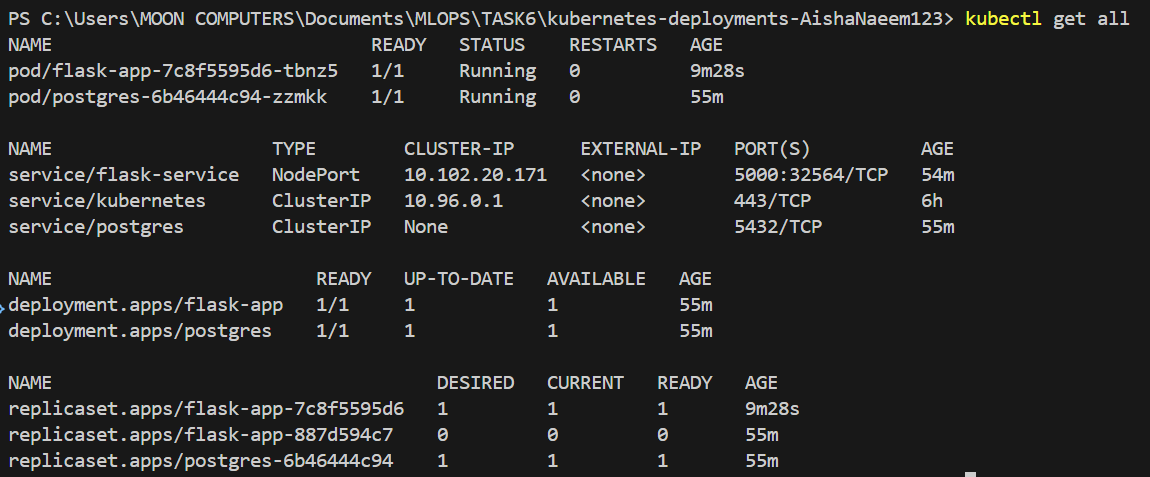 PS C:\Users\MOON COMPUTERS\Documents\MLOPS\TASK6\kubernetes-deployments-AishaNaeem123> kubectl get all
NAME READY STATUS RESTARTS AGE
pod/flask-app-7c8f5595d6-tbnz5 1/1 Running 0 9m28s
pod/postgres-6b46444c94-zzmkk 1/1 Running 0 55m

NAME TYPE CLUSTER-IP EXTERNAL-IP PORT(S) AGE
service/flask-service NodePort 10.102.20.171 <none> 5000:32564/TCP 54m
service/kubernetes ClusterIP 10.96.0.1 <none> 443/TCP 6h
service/postgres ClusterIP None <none> 5432/TCP 55m

NAME READY UP-TO-DATE AVAILABLE AGE
deployment.apps/flask-app 1/1 1 1 55m
deployment.apps/postgres 1/1 1 1 55m

NAME DESIRED CURRENT READY AGE
replicaset.apps/flask-app-7c8f5595d6 1 1 1 9m28s
replicaset.apps/flask-app-887d594c7 0 0 0 55m
replicaset.apps/postgres-6b46444c94 1 1 1 55m